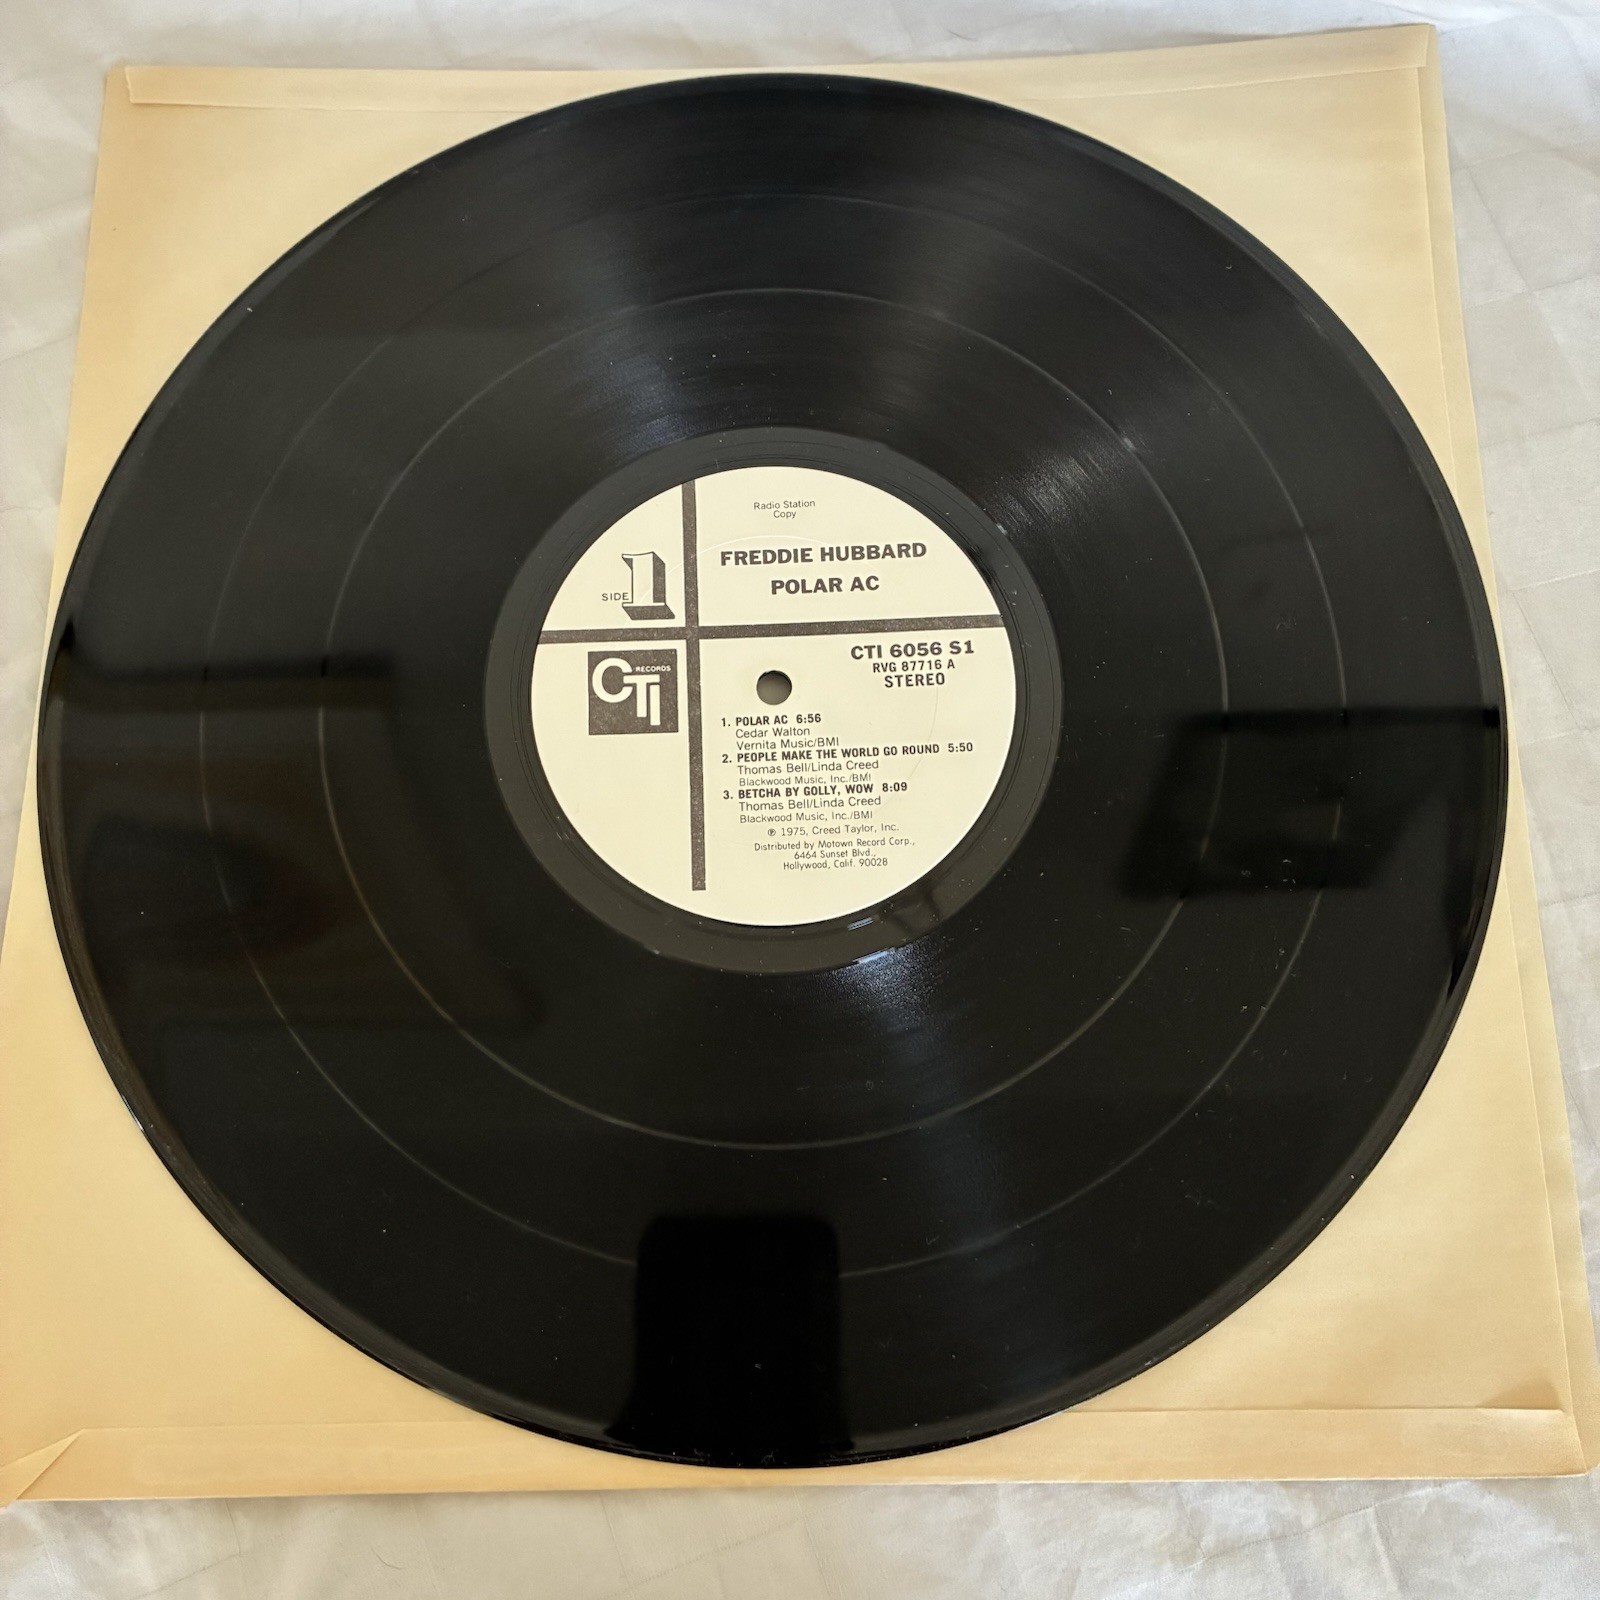 Radio Station
Copy
FREDDIE HUBBARD
POLAR AC
SIDE 1
CTI RECORDS
CTI 6056 S1
RVG 87716 A
STEREO
1. POLAR AC 6:56
Cedar Walton
Vernita Music/BMI
2. PEOPLE MAKE THE WORLD GO ROUND 5:50
Thomas Bell/Linda Creed
Blackwood Music, Inc./BMI
3. BETCHA BY GOLLY, WOW 8:09
Thomas Bell/Linda Creed
Blackwood Music, Inc./BMI
℗ 1975, Creed Taylor, Inc.
Distributed by Motown Record Corp.,
6464 Sunset Blvd.,
Hollywood, Calif. 90028